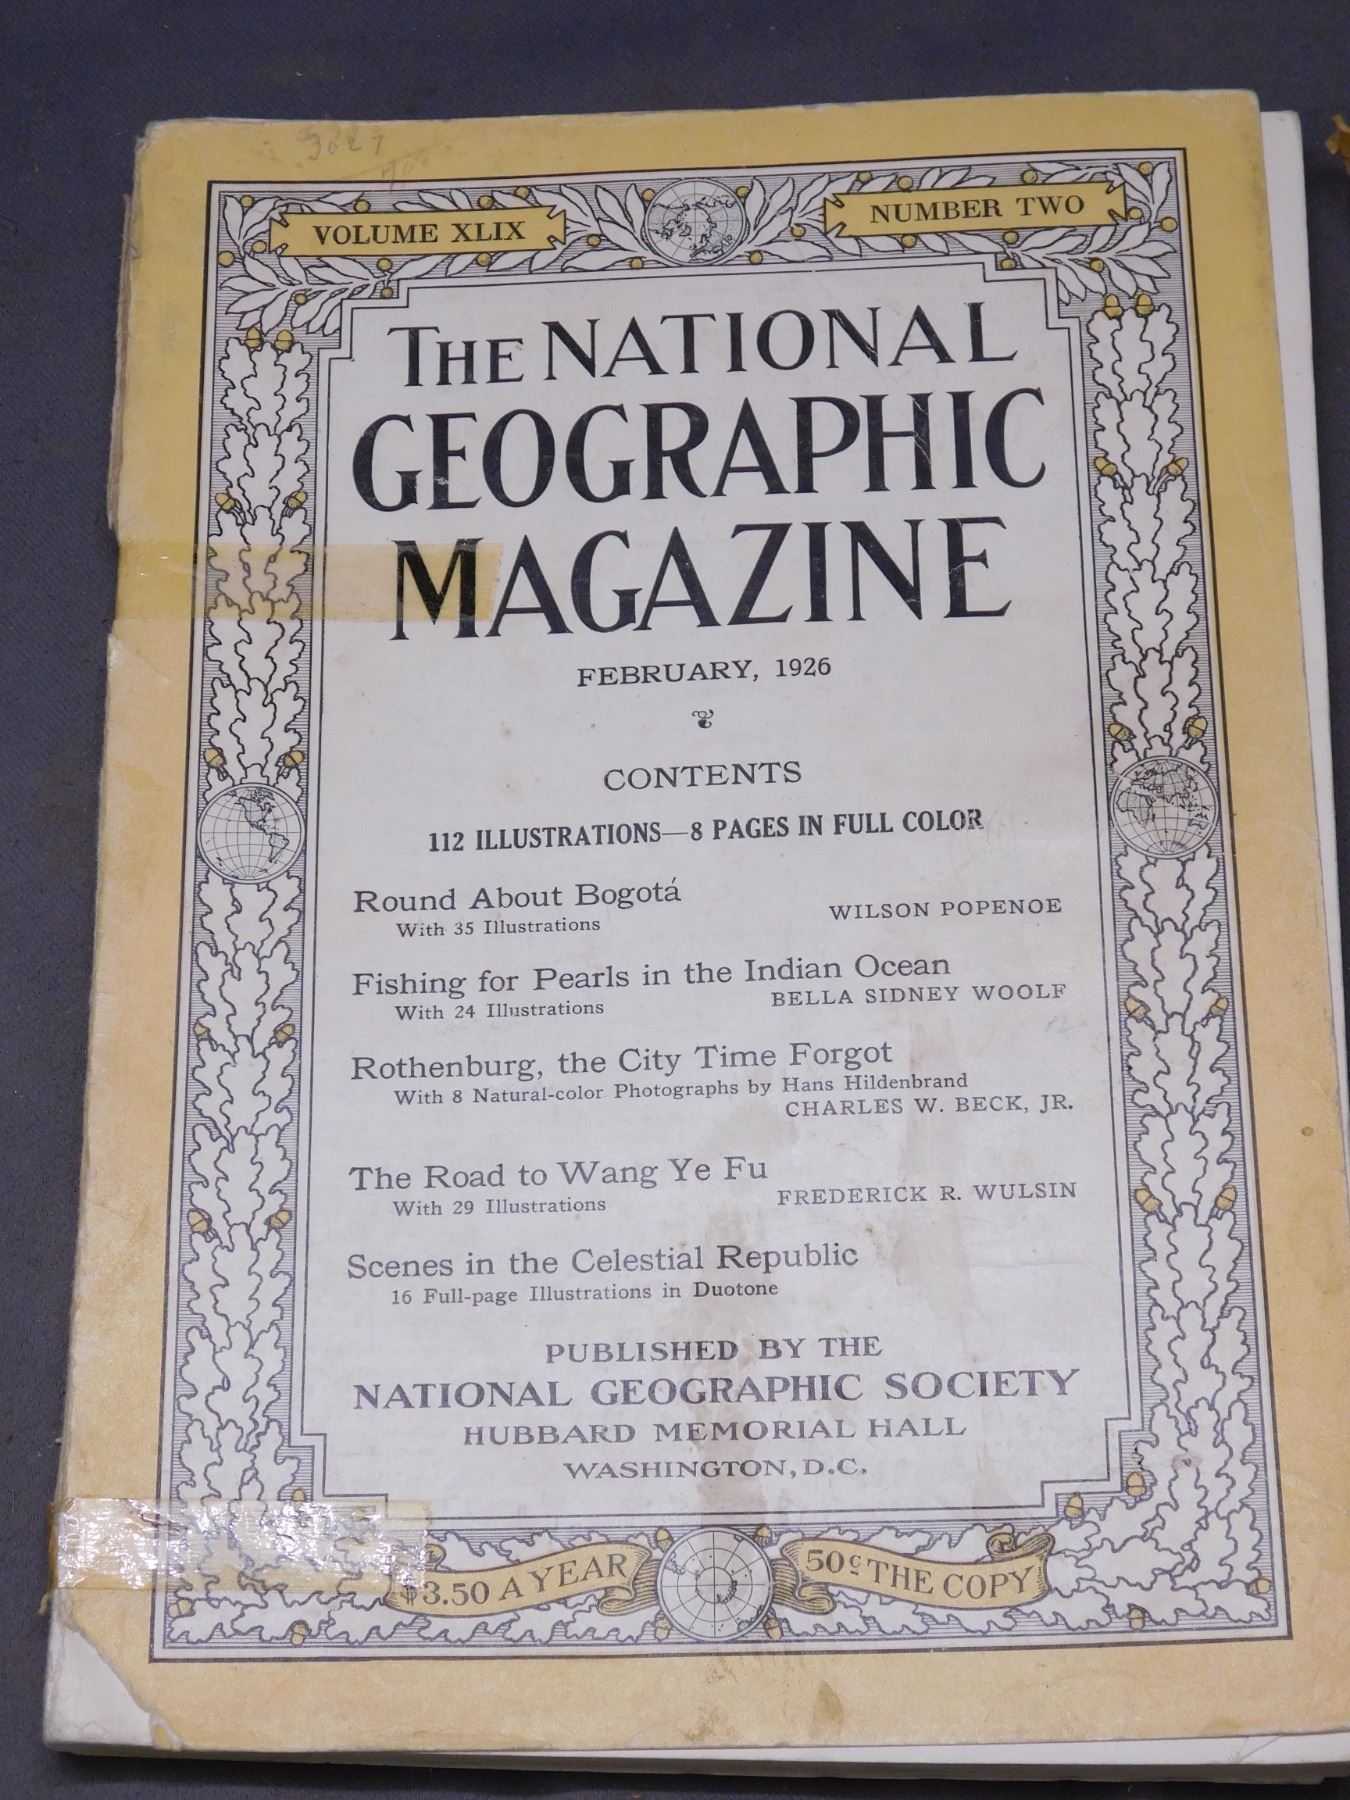 VOLUME XLIX
NUMBER TWO
THE NATIONAL
GEOGRAPHIC
MAGAZINE
FEBRUARY, 1926
CONTENTS
112 ILLUSTRATIONS—8 PAGES IN FULL COLOR
Round About Bogotá
With 35 Illustrations
WILSON POPENOE
Fishing for Pearls in the Indian Ocean
With 24 Illustrations
BELLA SIDNEY WOOLF
Rothenburg, the City Time Forgot
With 8 Natural-color Photographs by Hans Hildenbrand
CHARLES W. BECK, JR.
The Road to Wang Ye Fu
With 29 Illustrations
FREDERICK R. WULSIN
Scenes in the Celestial Republic
16 Full-page Illustrations in Duotone
PUBLISHED BY THE
NATIONAL GEOGRAPHIC SOCIETY
HUBBARD MEMORIAL HALL
WASHINGTON, D.C.
$3.50 A YEAR
50c THE COPY